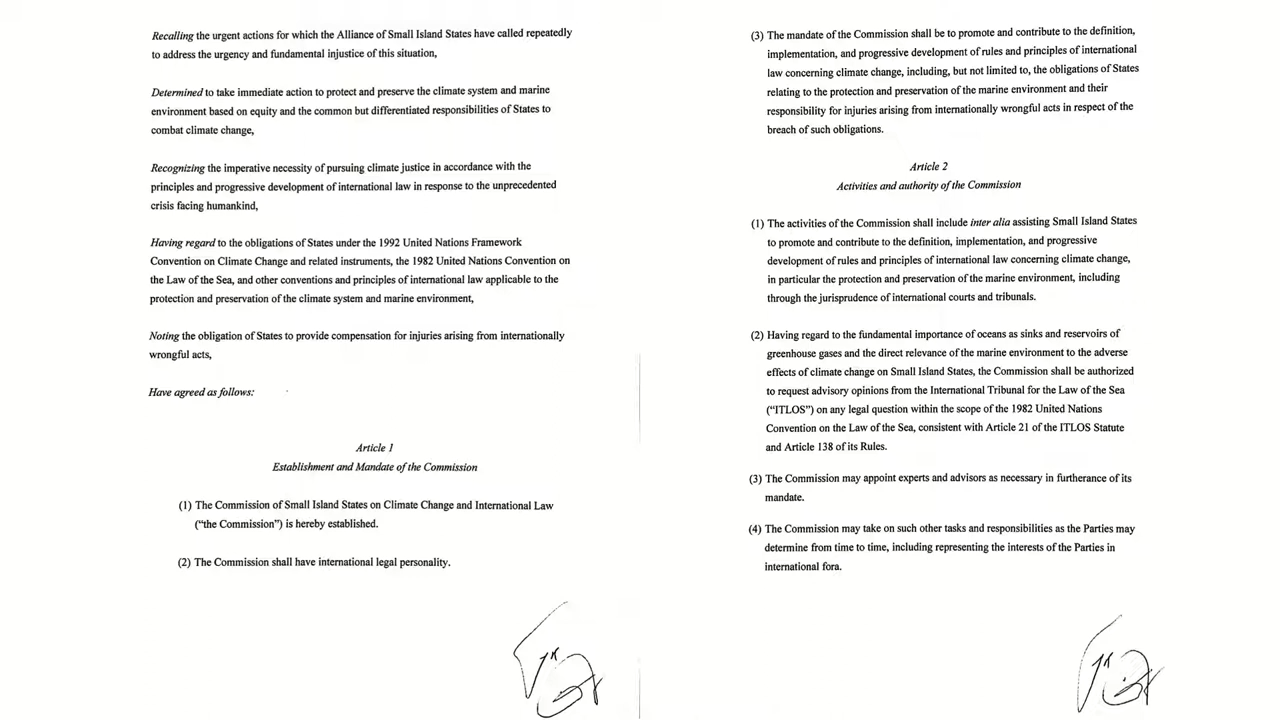 Recalling the urgent actions for which the Alliance of Small Island States have called repeatedly
to address the urgency and fundamental injustice of this situation,
Determined to take immediate action to protect and preserve the climate system and marine
environment based on equity and the common but differentiated responsibilities of States to
combat climate change,
Recognizing the imperative necessity of pursuing climate justice in accordance with the
principles and progressive development of international law in response to the unprecedented
crisis facing humankind,
Having regard to the obligations of States under the 1992 United Nations Framework
Convention on Climate Change and related instruments, the 1982 United Nations Convention on
the Law of the Sea, and other conventions and principles of international law applicable to the
protection and preservation of the climate system and marine environment,
Noting the obligation of States to provide compensation for injuries arising from internationally
wrongful acts,
Have agreed as follows:
Article 1
Establishment and Mandate of the Commission
(1) The Commission of Small Island States on Climate Change and International Law
("the Commission") is hereby established.
(2) The Commission shall have international legal personality.
(3) The mandate of the Commission shall be to promote and contribute to the definition,
implementation, and progressive development of rules and principles of international
law concerning climate change, including, but not limited to, the obligations of States
relating to the protection and preservation of the marine environment and their
responsibility for injuries arising from internationally wrongful acts in respect of the
breach of such obligations.
Article 2
Activities and authority of the Commission
(1) The activities of the Commission shall include inter alia assisting Small Island States
to promote and contribute to the definition, implementation, and progressive
development of rules and principles of international law concerning climate change,
in particular the protection and preservation of the marine environment, including
through the jurisprudence of international courts and tribunals.
(2) Having regard to the fundamental importance of oceans as sinks and reservoirs of
greenhouse gases and the direct relevance of the marine environment to the adverse
effects of climate change on Small Island States, the Commission shall be authorized
to request advisory opinions from the International Tribunal for the Law of the Sea
("ITLOS") on any legal question within the scope of the 1982 United Nations
Convention on the Law of the Sea, consistent with Article 21 of the ITLOS Statute
and Article 138 of its Rules.
(3) The Commission may appoint experts and advisors as necessary in furtherance of its
mandate.
(4) The Commission may take on such other tasks and responsibilities as the Parties may
determine from time to time, including representing the interests of the Parties in
international fora.